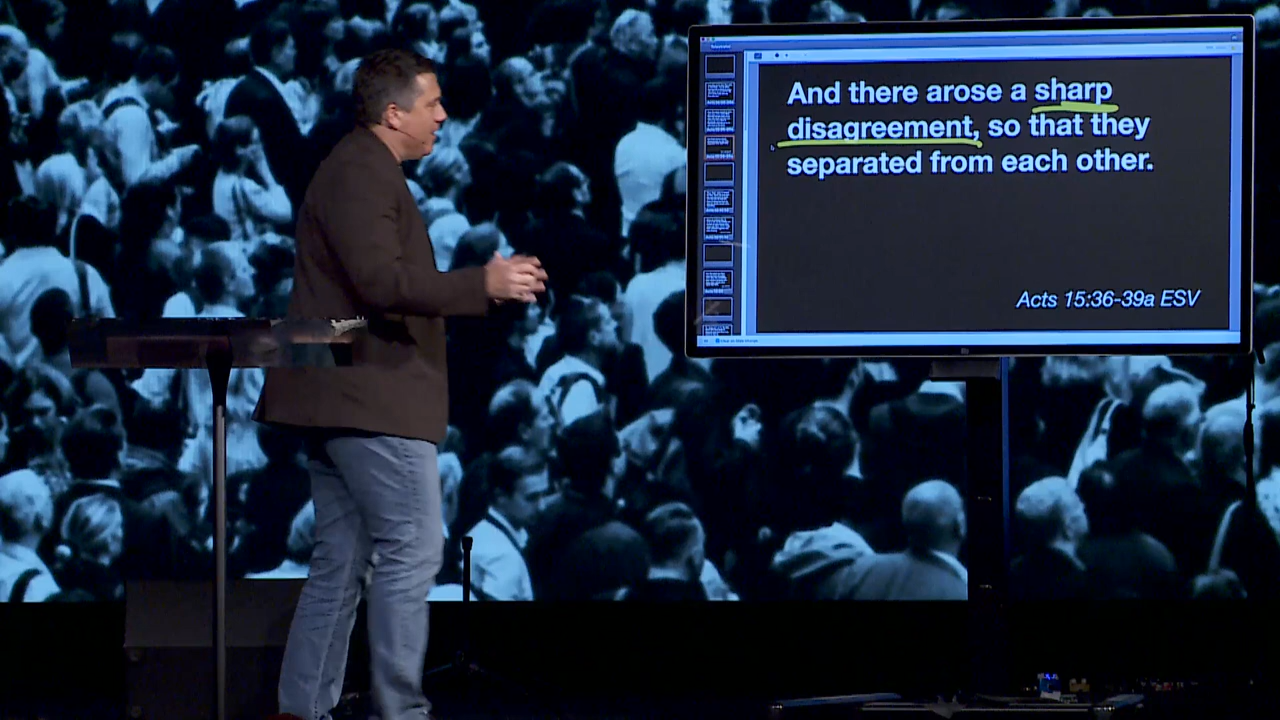 And there arose a sharp
disagreement, so that they
separated from each other.
Acts 15:36-39a ESV